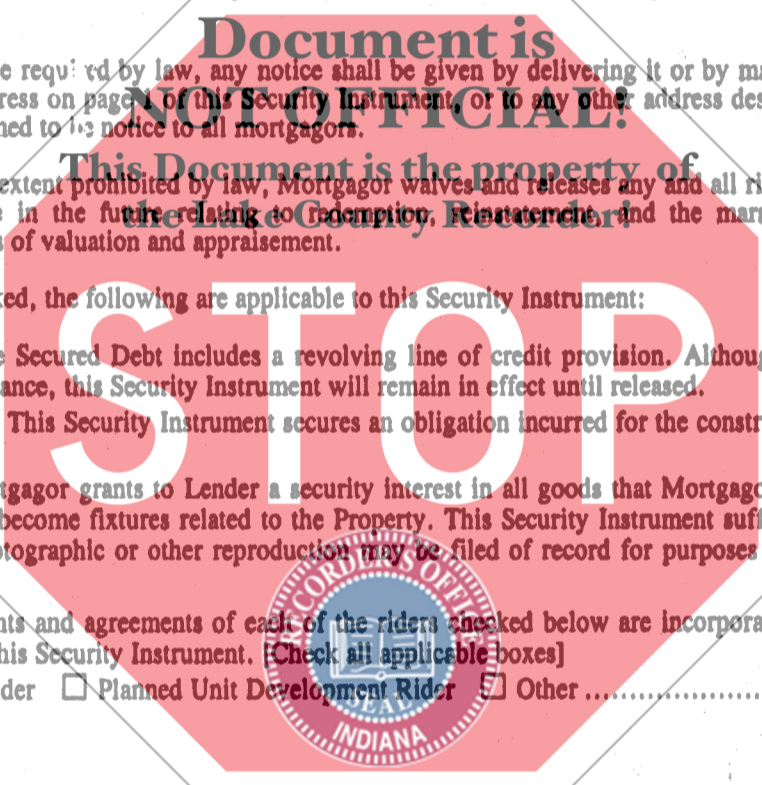 Document is
NOT OFFICIAL!
This Document is the property of
the Lake County Recorder!
e required by law, any notice shall be given by delivering it or by ma
ress on page 1 of this Security Instrument, or to any other address des
ned to be notice to all mortgagors.
extent prohibited by law, Mortgagor waives and releases any and all ri
e in the future relating to redemption, reinstatement, and the mar
s of valuation and appraisement.
ked, the following are applicable to this Security Instrument:
STOP
e Secured Debt includes a revolving line of credit provision. Althoug
ance, this Security Instrument will remain in effect until released.
This Security Instrument secures an obligation incurred for the constr
tgagor grants to Lender a security interest in all goods that Mortgago
become fixtures related to the Property. This Security Instrument suff
otographic or other reproduction may be filed of record for purposes
nts and agreements of each of the riders checked below are incorpora
his Security Instrument. [Check all applicable boxes]
der ☐ Planned Unit Development Rider ☐ Other ....................
RECORDER'S OFFICE
SEAL
INDIANA